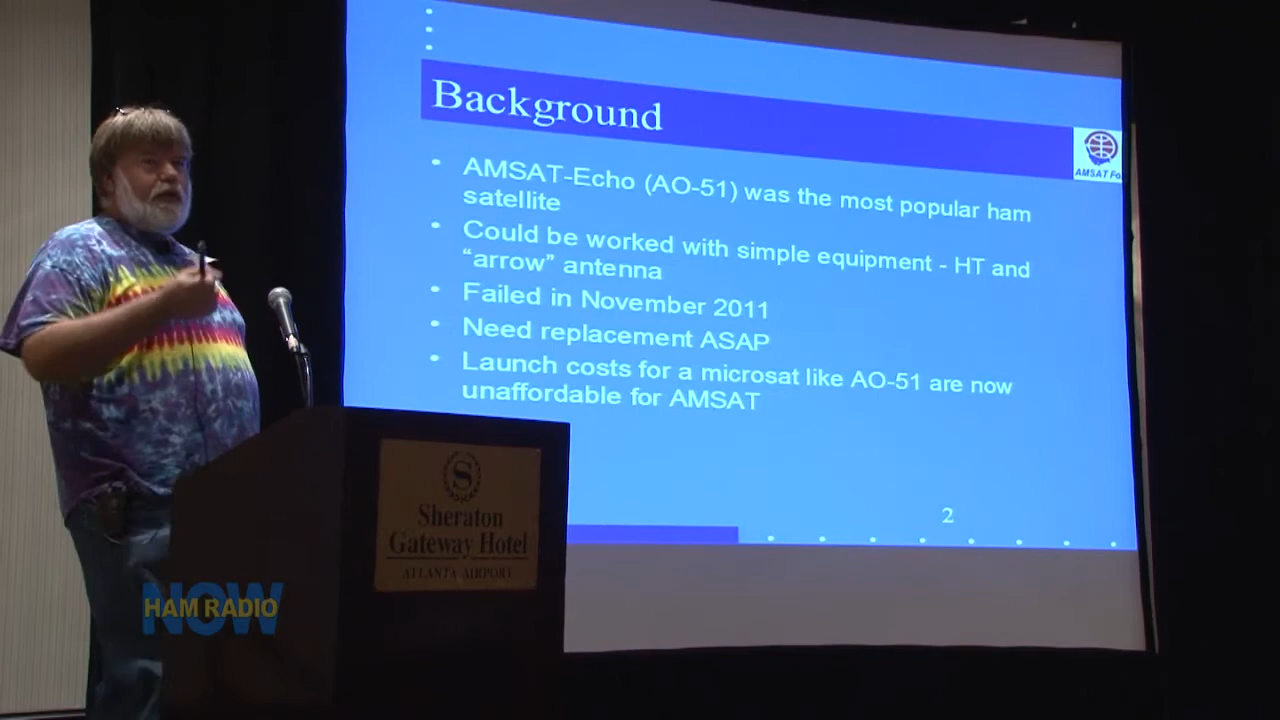 Background
AMSAT Fo
• AMSAT-Echo (AO-51) was the most popular ham
satellite
• Could be worked with simple equipment - HT and
“arrow” antenna
• Failed in November 2011
• Need replacement ASAP
• Launch costs for a microsat like AO-51 are now
unaffordable for AMSAT
2
S
Sheraton
Gateway Hotel
ATLANTA AIRPORT
NOW
HAM RADIO